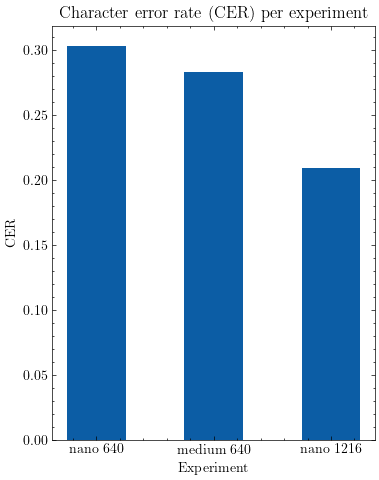 Character error rate (CER) per experiment
0.30
0.25
0.20
0.15
0.10
0.05
0.00
CER
nano 640 medium 640 nano 1216
Experiment